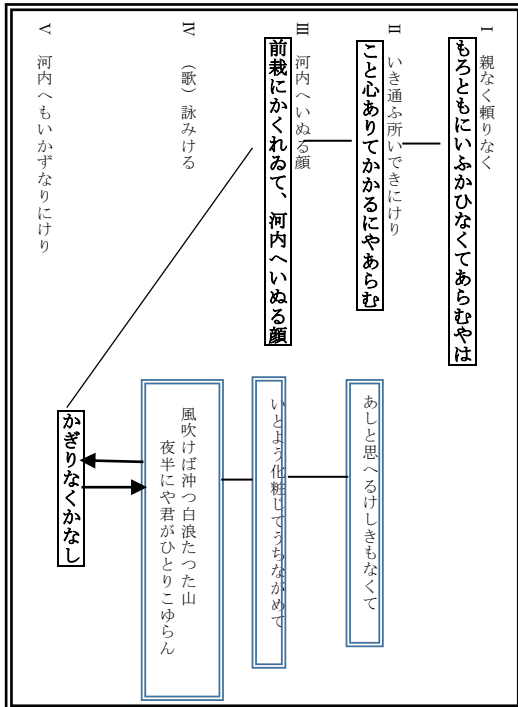 Ⅰ 親なく頼りなく
もろともにいふかひなくてあらむやは
Ⅱ いき通ふ所いできにけり
こと心ありてかかるにやあらむ
あしと思へるけしきもなくて
Ⅲ 河内へいぬる顔
前栽にかくれゐて、河内へいぬる顔
いとよう化粧じてうちながめて
Ⅳ (歌)詠みける
風吹けば沖つ白浪たつた山
夜半にや君がひとりこゆらん
かぎりなくかなし
Ⅴ 河内へもいかずなりにけり